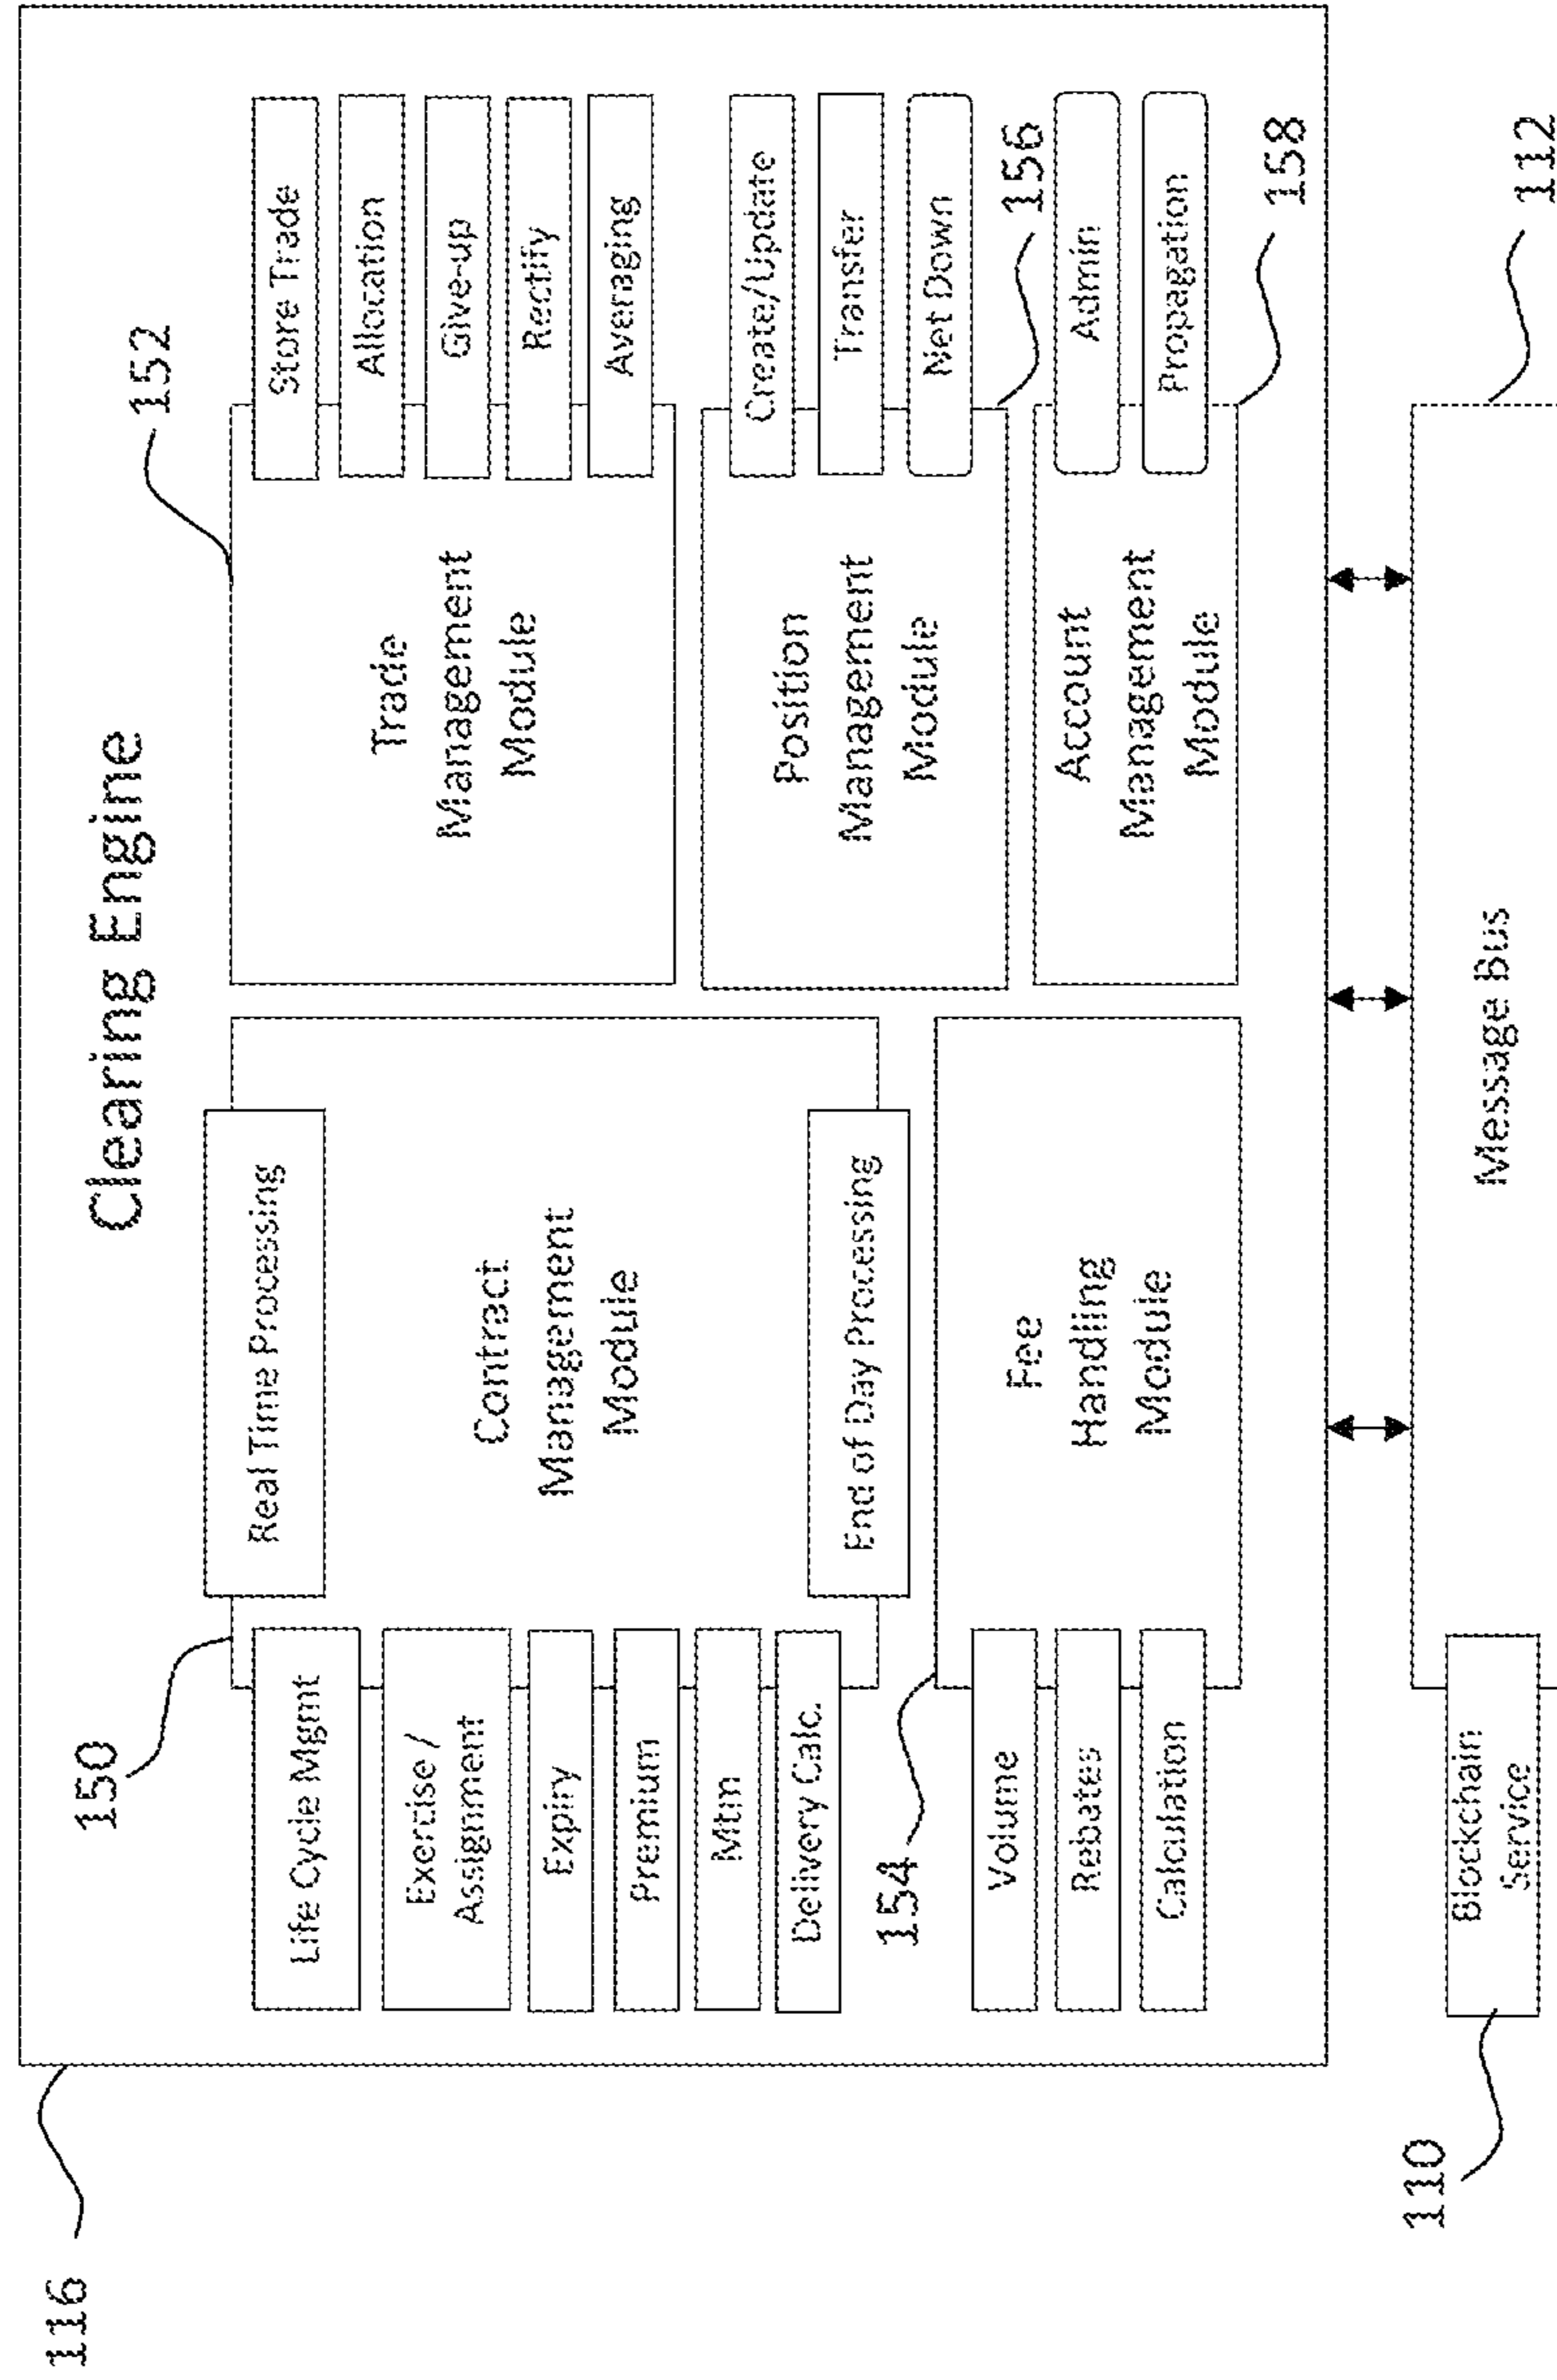 116
Clearing Engine
150
152
Real Time Processing
Life Cycle Mgmt
Exercise /
Assignment
Expiry
Premium
Mtm
Delivery Calc.
Contract
Management
Module
End of Day Processing
Trade
Management
Module
Store Trade
Allocation
Give-up
Rectify
Averaging
154
Volume
Rebates
Calculation
Fee
Handling
Module
Position
Management
Module
Create/Update
Transfer
Net Down
156
Account
Management
Module
Admin
Propagation
158
110
Blockchain
Service
Message Bus
112